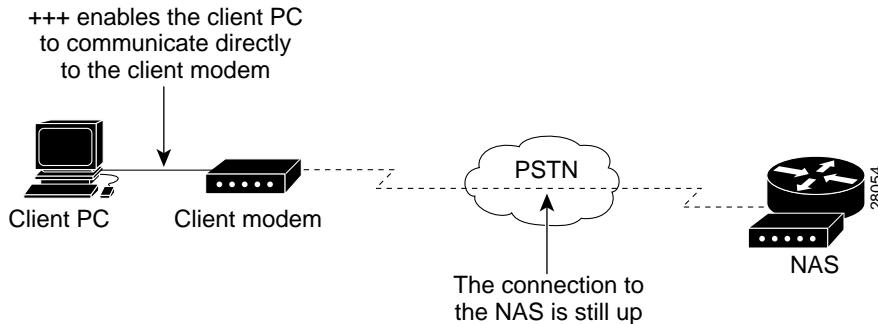 +++ enables the client PC
to communicate directly
to the client modem
PSTN
28054
Client PC
Client modem
NAS
The connection to
the NAS is still up